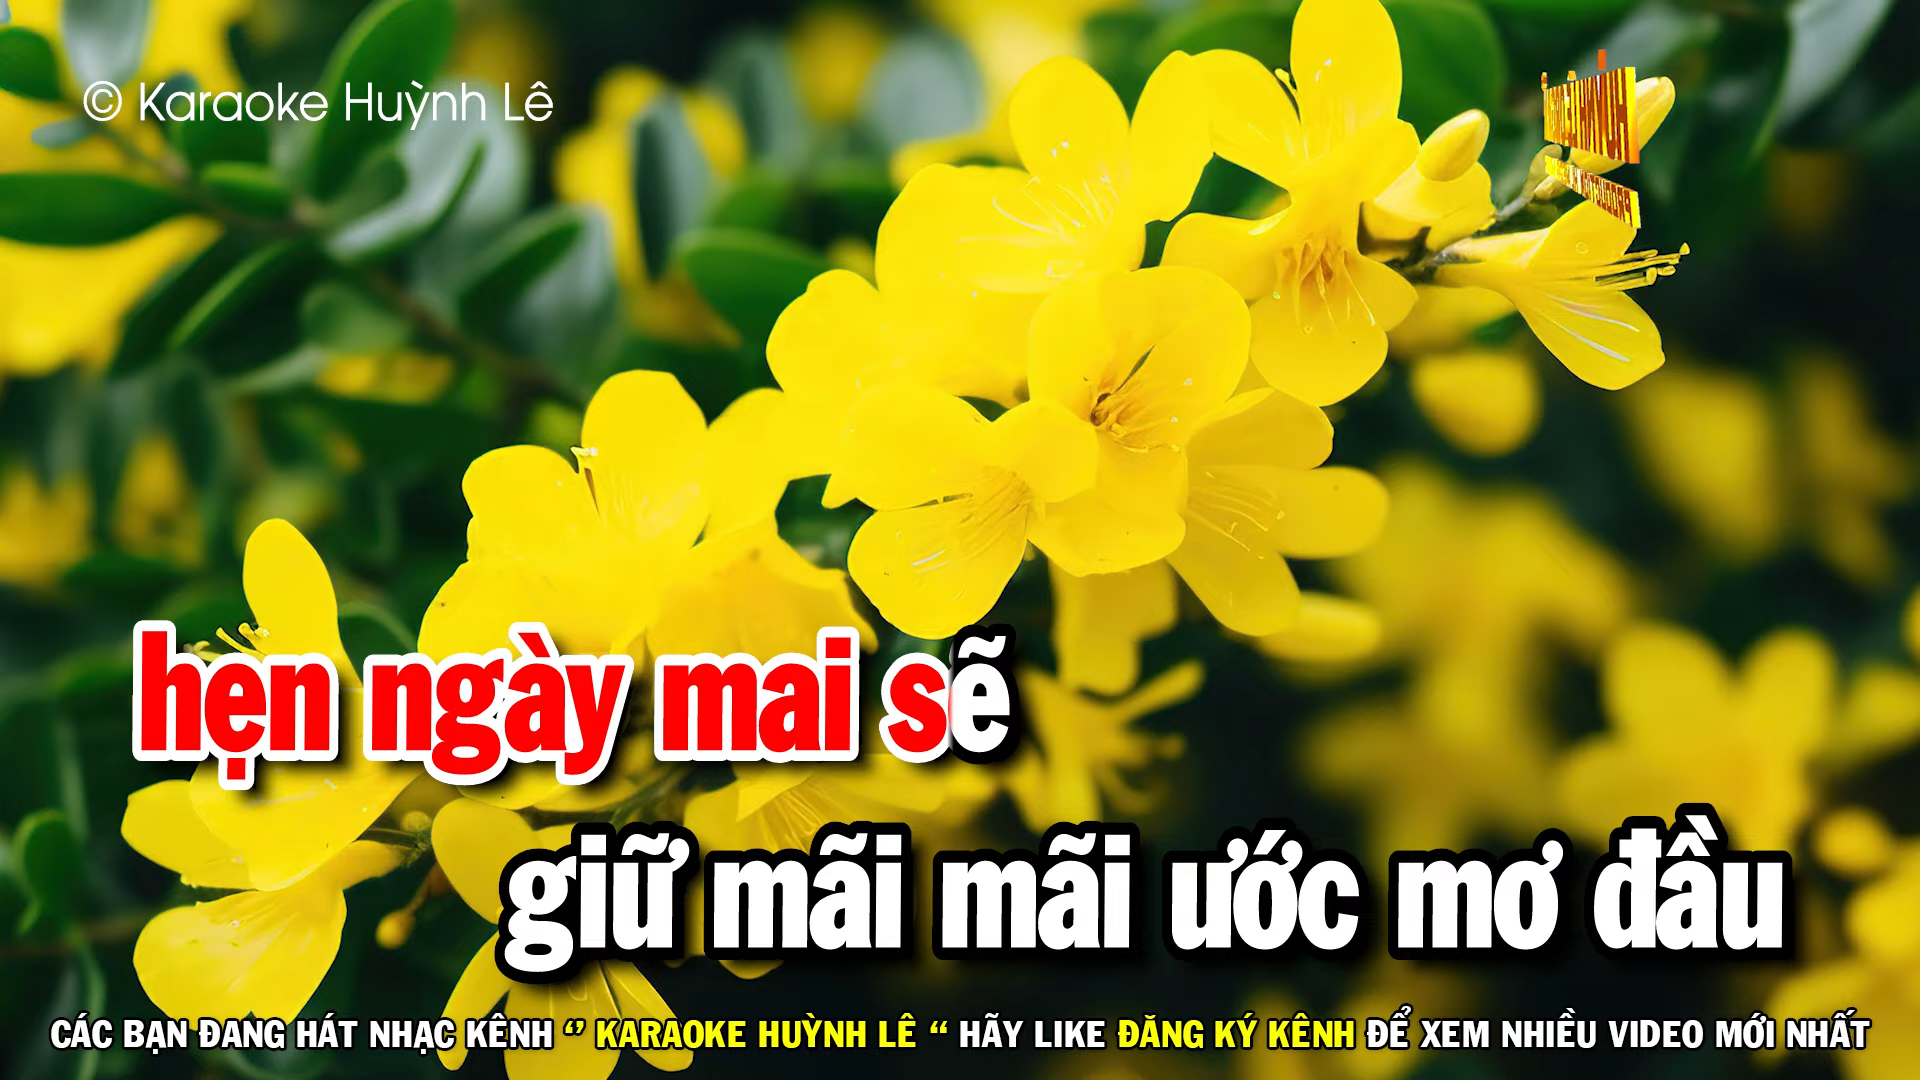 © Karaoke Huỳnh Lê
hẹn ngày mai sẽ
giữ mãi mãi ước mơ đầu
CÁC BẠN ĐANG HÁT NHẠC KÊNH “ KARAOKE HUỲNH LÊ “ HÃY LIKE ĐĂNG KÝ KÊNH ĐỂ XEM NHIỀU VIDEO MỚI NHẤT